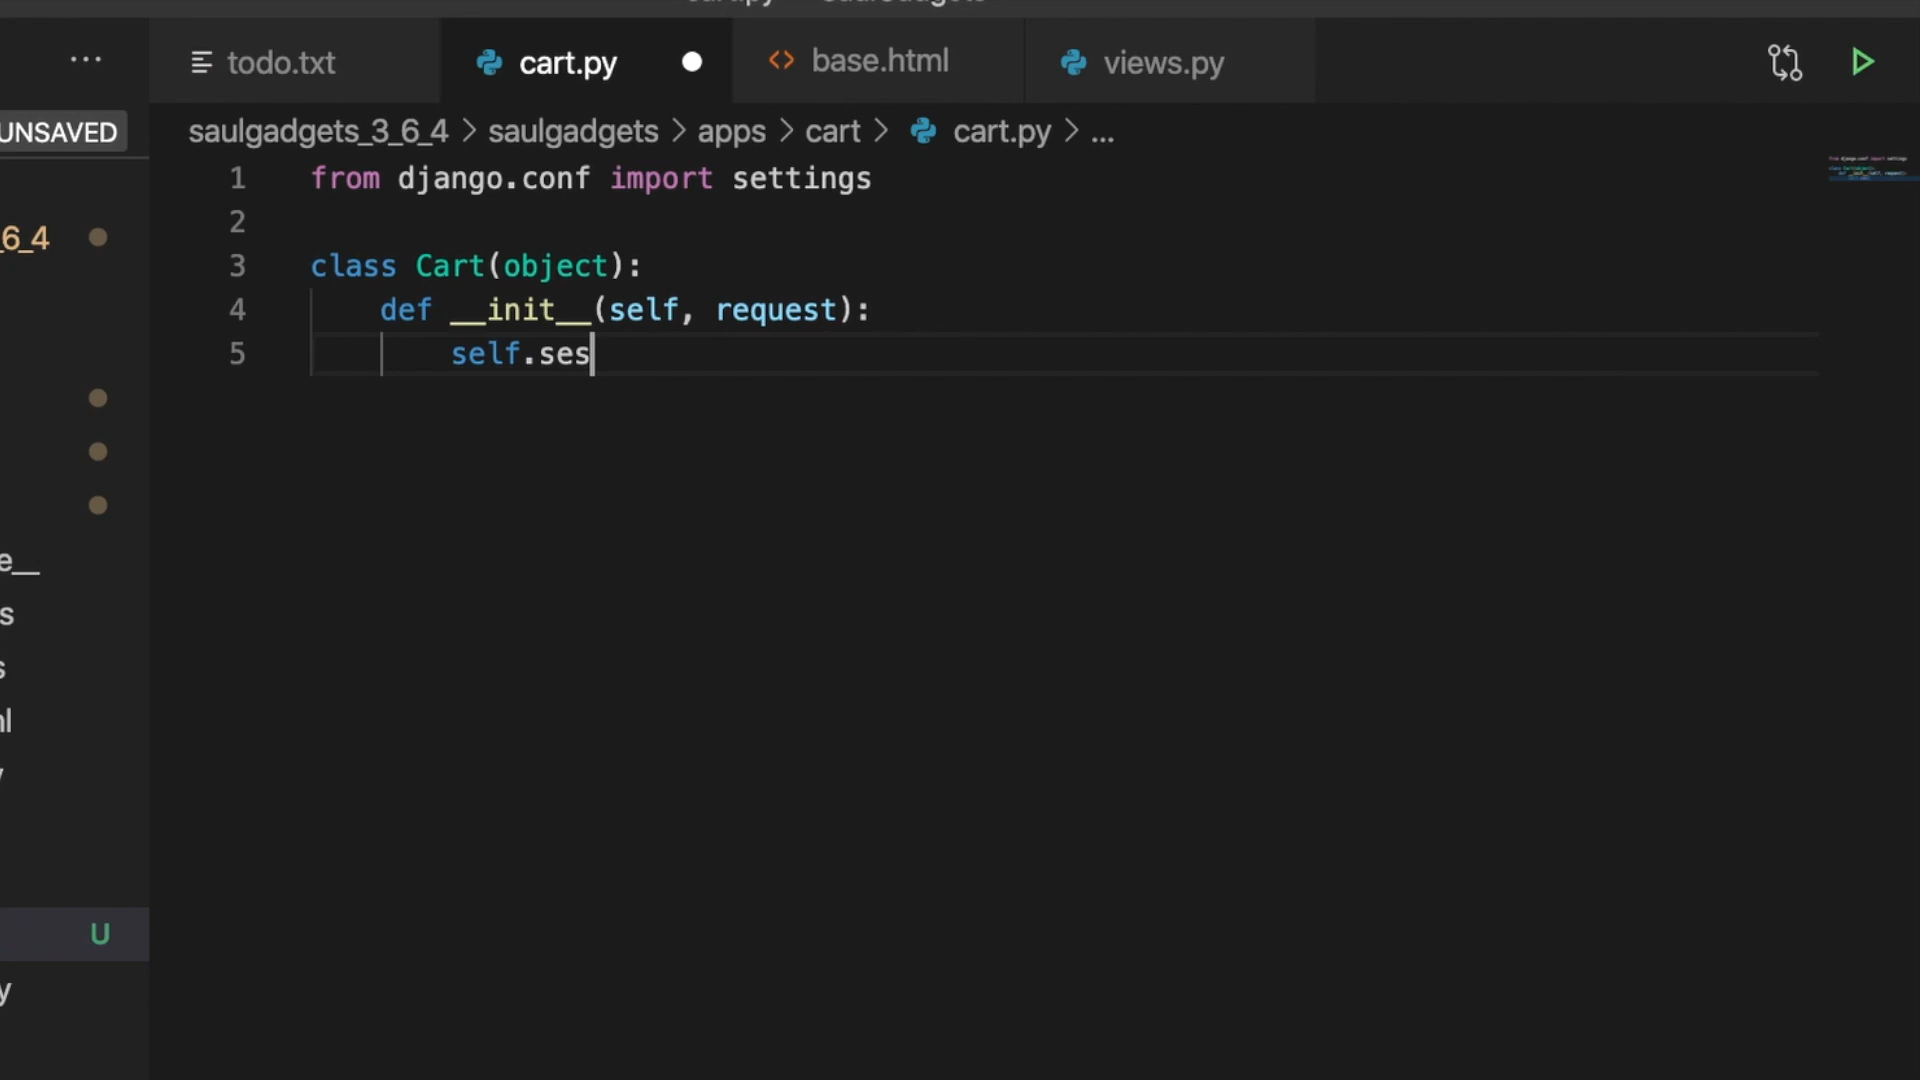 todo.txt
cart.py
base.html
views.py
UNSAVED
saulgadgets_3_6_4 > saulgadgets > apps > cart > cart.py > ...
1 from django.conf import settings
2
3 class Cart(object):
4 def __init__(self, request):
5 self.ses
_6_4
e__
s
s
y
U
y